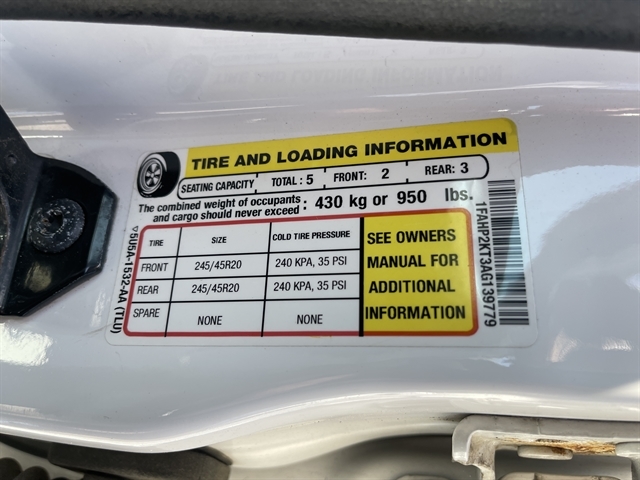 TIRE AND LOADING INFORMATION
SEATING CAPACITY TOTAL : 5 FRONT: 2 REAR: 3
The combined weight of occupants and cargo should never exceed : 430 kg or 950 lbs.
TIRE SIZE COLD TIRE PRESSURE
FRONT 245/45R20 240 KPA, 35 PSI
REAR 245/45R20 240 KPA, 35 PSI
SPARE NONE NONE
SEE OWNERS
MANUAL FOR
ADDITIONAL
INFORMATION
5U5A-1532-AA (TLU)
1FAHP2KT3AG139779